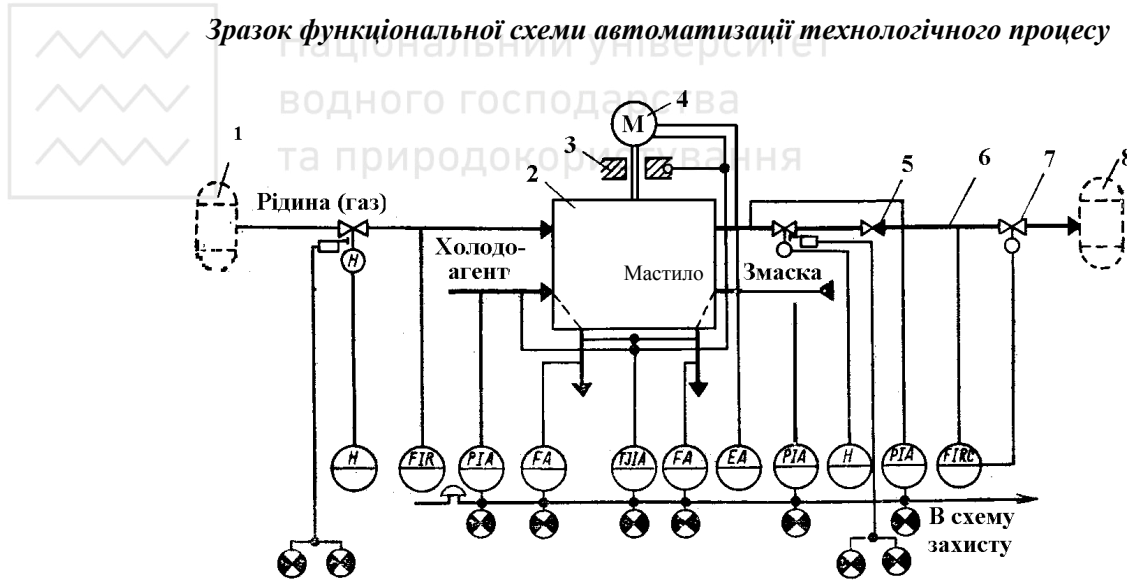 Зразок функціональної схеми автоматизації технологічного процесу
Національний університет
водного господарства
та природокористування
1
4
М
3
2
5
6
7
8
Рідина (газ)
Холодо-
агент
Мастило
Змаска
H
H
FIR
PIA
FA
TJIA
FA
EA
PIA
H
PIA
FIRC
В схему
захисту